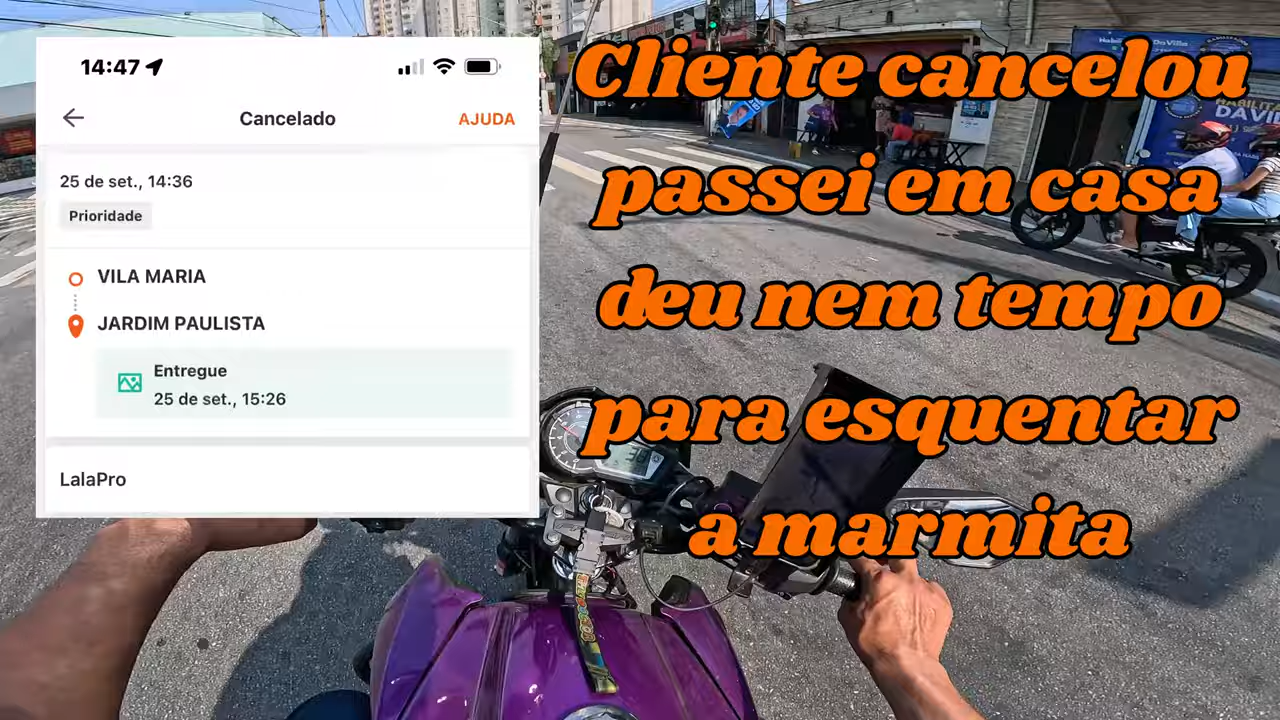 14:47
Cancelado
AJUDA
25 de set., 14:36
Prioridade
VILA MARIA
JARDIM PAULISTA
Entregue
25 de set., 15:26
LalaPro
Cliente cancelou
passei em casa
deu nem tempo
para esquentar
a marmita